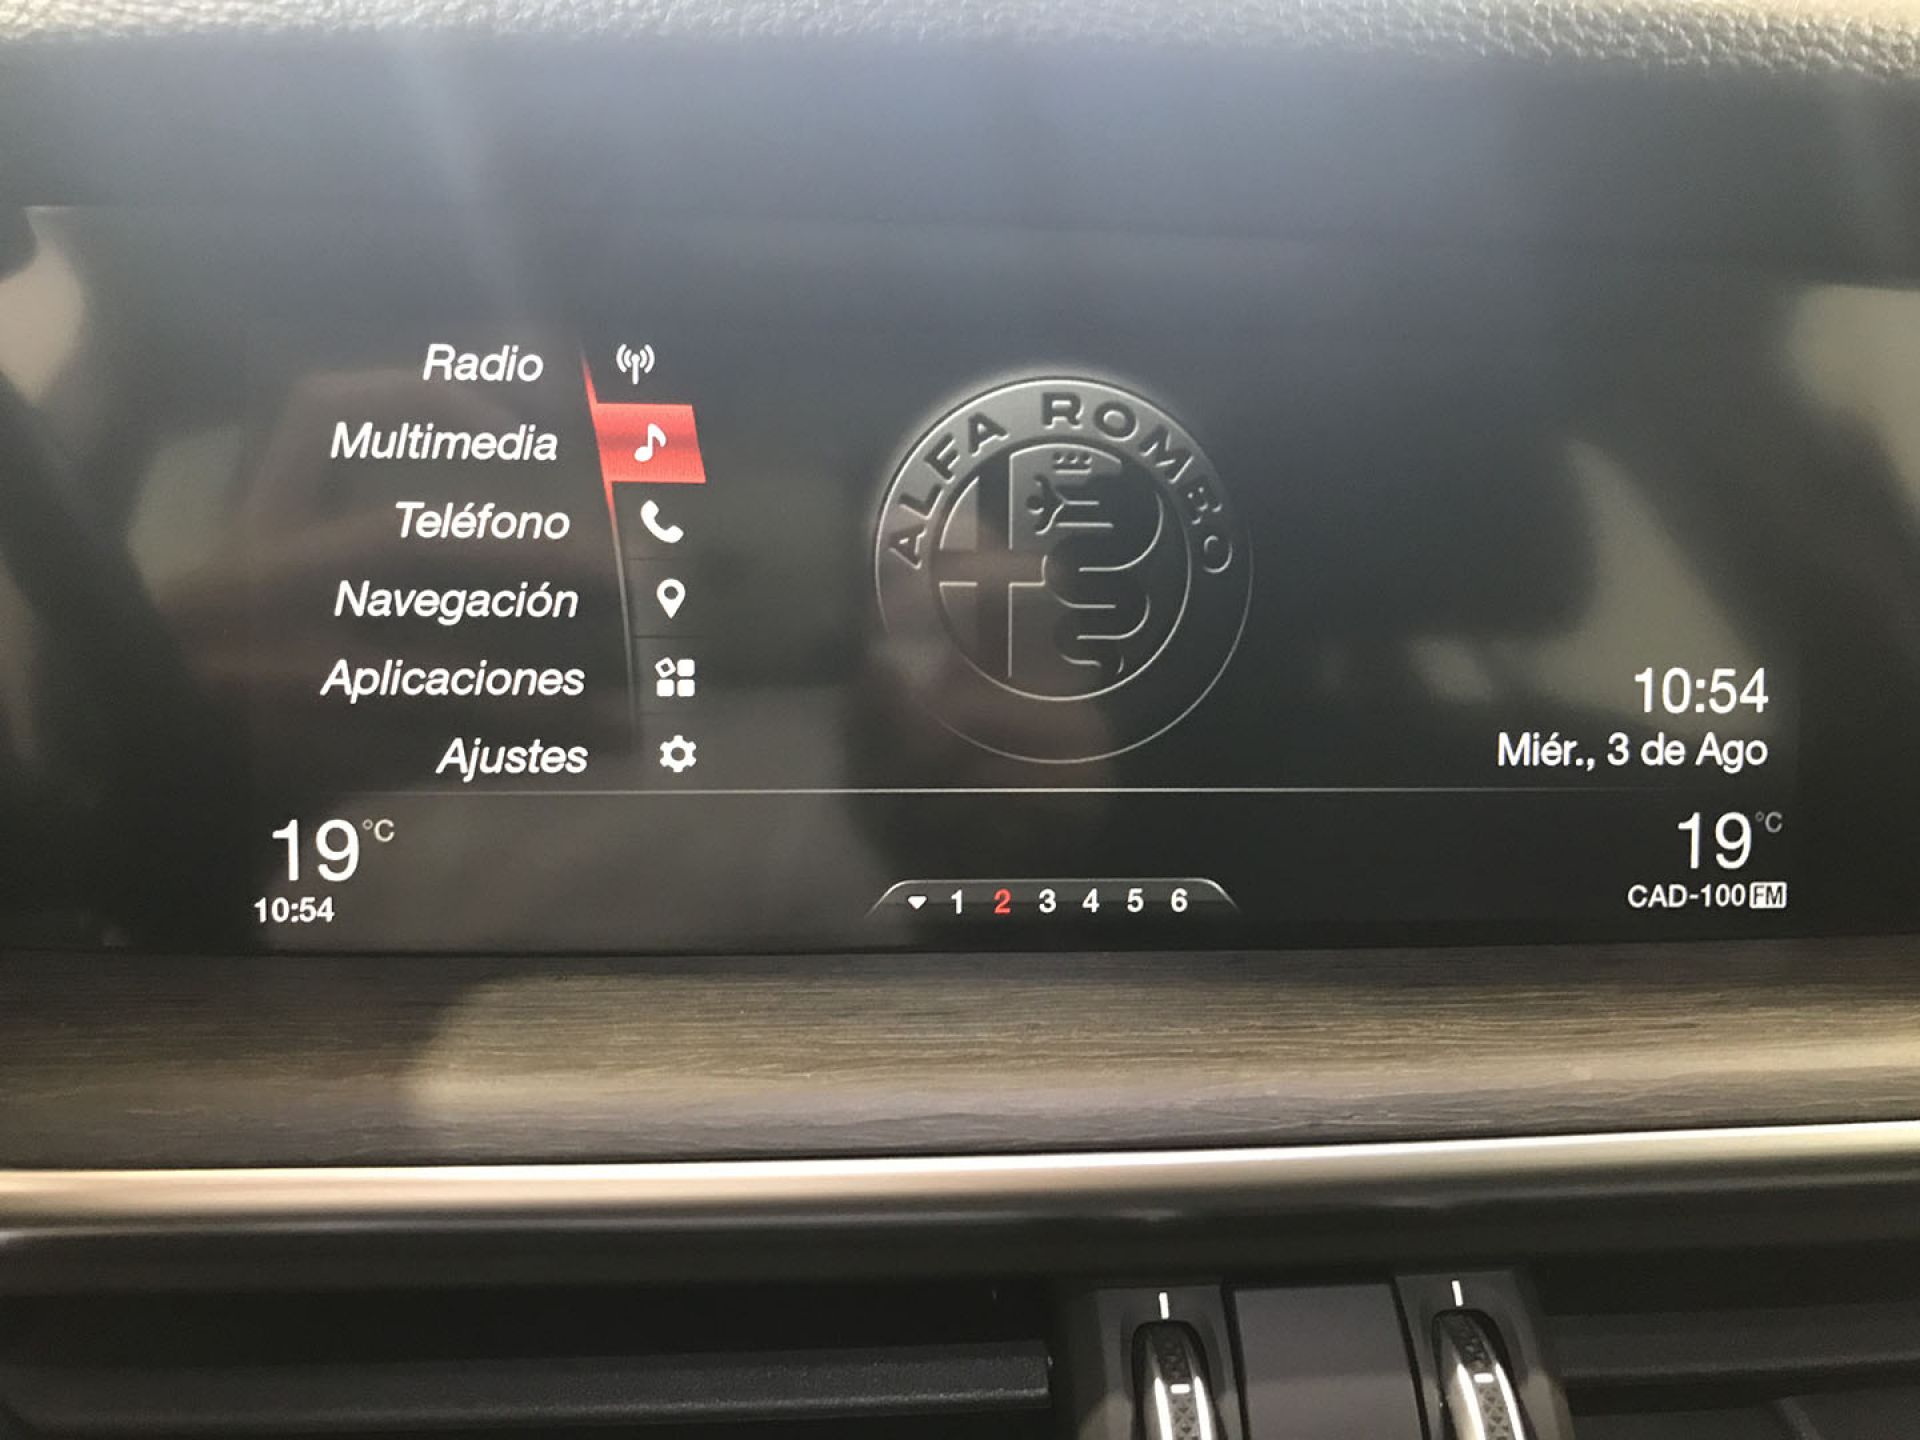 Radio
Multimedia
Teléfono
Navegación
Aplicaciones
Ajustes
ALFA ROMEO
10:54
Miér., 3 de Ago
19°C
10:54
1 2 3 4 5 6
19°C
CAD-100 FM